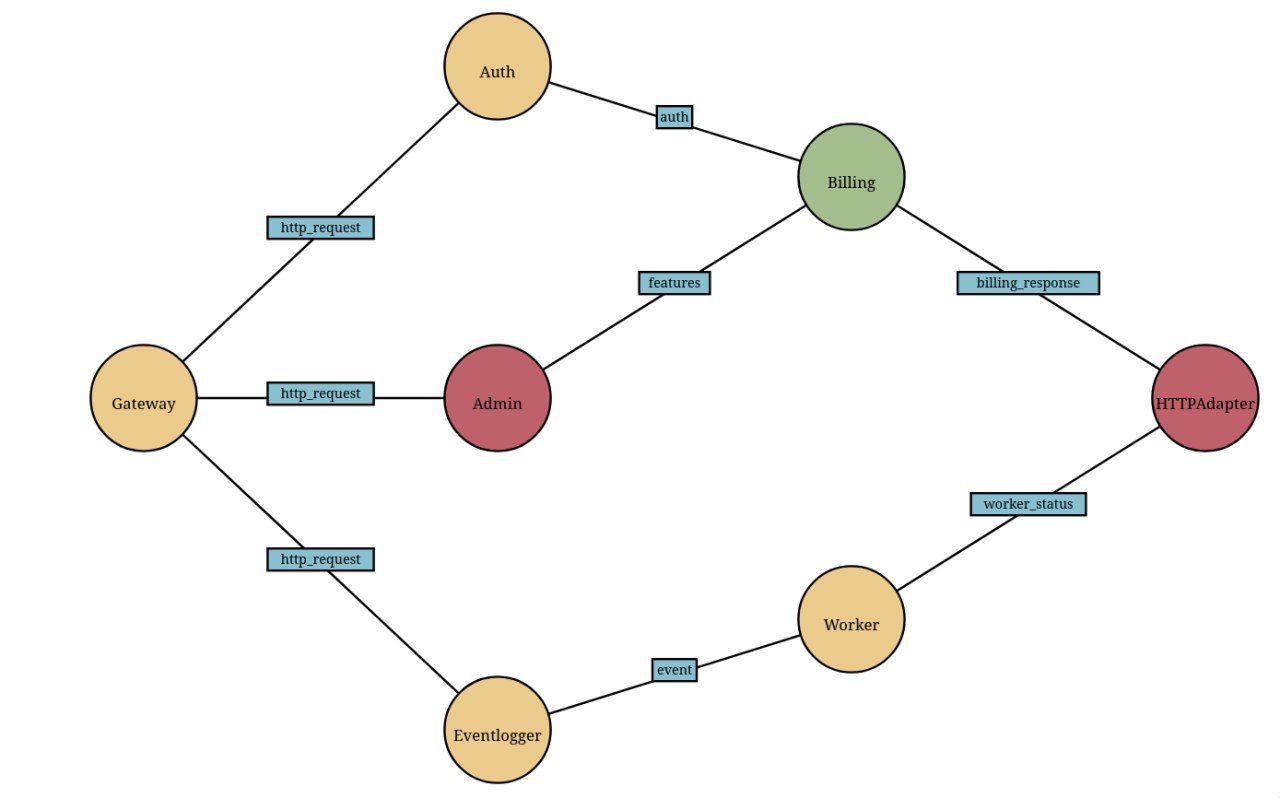 Auth
auth
Billing
http_request
features
billing_response
Gateway
http_request
Admin
HTTPAdapter
worker_status
http_request
Worker
event
Eventlogger